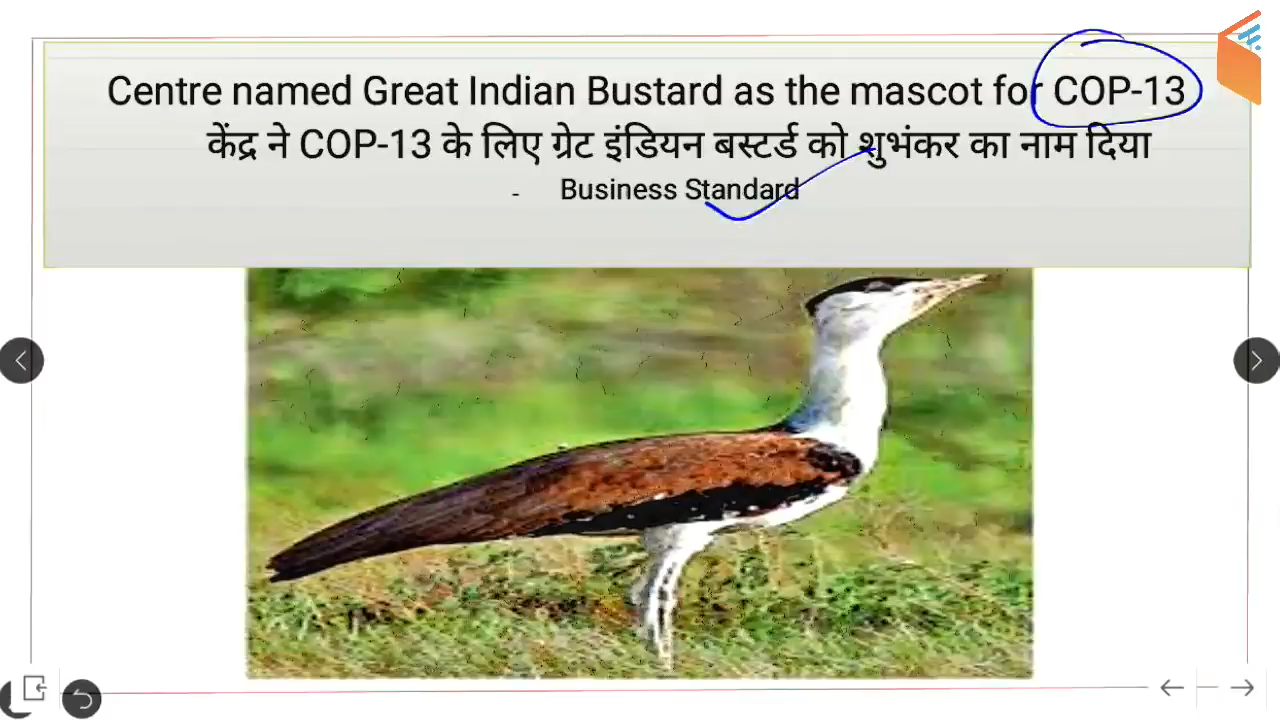 Centre named Great Indian Bustard as the mascot for COP-13
केंद्र ने COP-13 के लिए ग्रेट इंडियन बस्टर्ड को शुभंकर का नाम दिया
- Business Standard